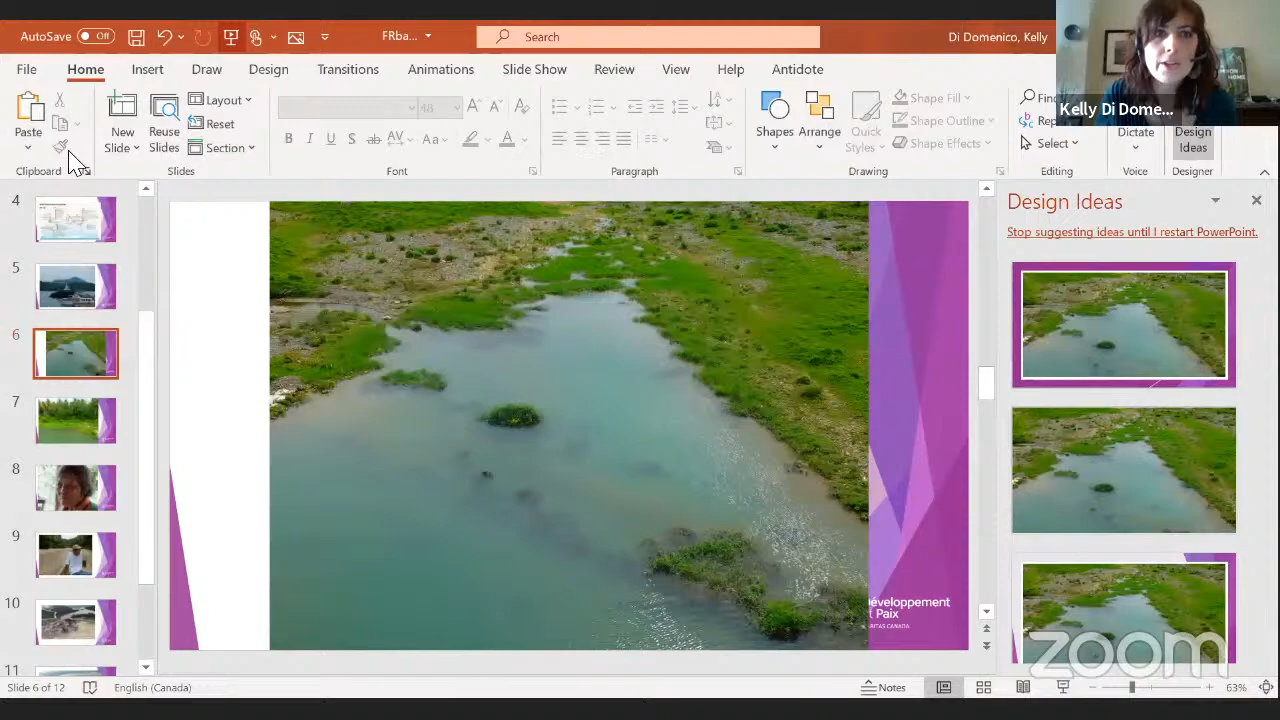 AutoSave Off
FRba...
Search
Di Domenico, Kelly
File Home Insert Draw Design Transitions Animations Slide Show Review View Help Antidote
Paste
Clipboard
New
Slide
Reuse
Slides
Layout
Reset
Section
Slides
48
B I U S ab AV Aa A
Font
Paragraph
Shapes
Arrange
Quick
Styles
Shape Fill
Shape Outline
Shape Effects
Drawing
Select
Editing
Dictate
Voice
Design
Ideas
Designer
Kelly Di Dome...
4
5
6
7
8
9
10
11
éveloppement
t Paix
Design Ideas
Stop suggesting ideas until I restart PowerPoint.
zoom
Slide 6 of 12
English (Canada)
Notes
63%